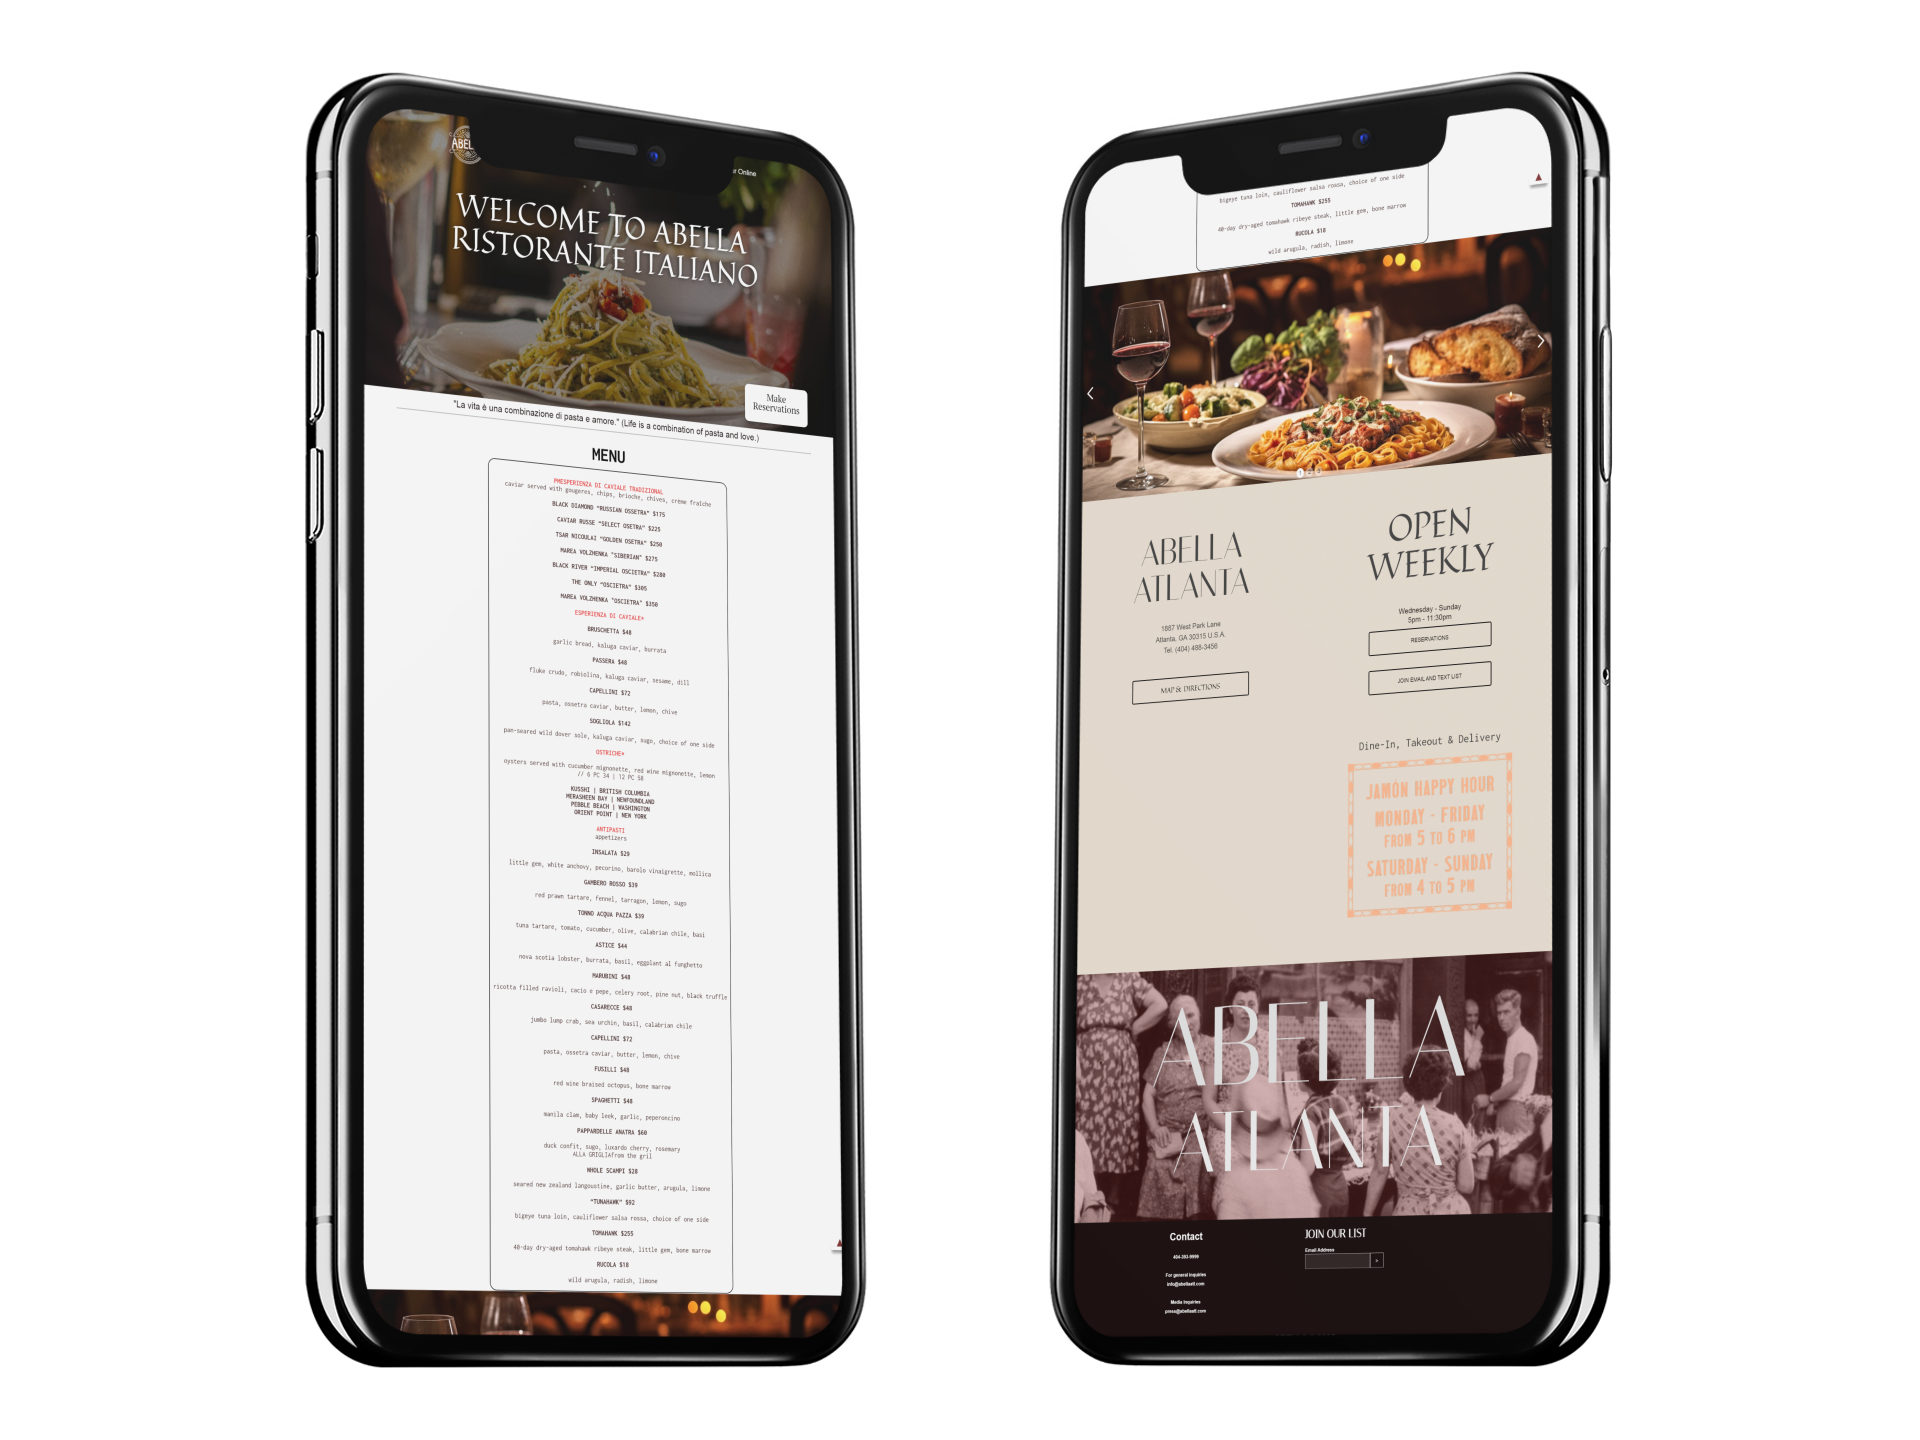 ABEL
r Online
WELCOME TO ABELLA
RISTORANTE ITALIANO
Make
Reservations
"La vita è una combinazione di pasta e amore." (Life is a combination of pasta and love.)
MENU
PMESPERIENZA DI CAVIALE TRADIZIONAL
caviar served with gougeres, chips, brioche, chives, crème fraîche
BLACK DIAMOND "RUSSIAN OSSETRA" $175
CAVIAR RUSSE "SELECT OSETRA" $225
TSAR NICOULAI "GOLDEN OSETRA" $250
MAREA VOLZHENKA "SIBERIAN" $275
BLACK RIVER "IMPERIAL OSCIETRA" $280
THE ONLY "OSCIETRA" $305
MAREA VOLZHENKA "OSCIETRA" $350
ESPERIENZA DI CAVIALE*
BRUSCHETTA $48
garlic bread, kaluga caviar, burrata
PASSERA $48
fluke crudo, robiolina, kaluga caviar, sesame, dill
CAPELLINI $72
pasta, ossetra caviar, butter, lemon, chive
SOGLIOLA $142
pan-seared wild dover sole, kaluga caviar, sugo, choice of one side
OSTRICHE*
oysters served with cucumber mignonette, red wine mignonette, lemon
// 6 PC 34 | 12 PC 58
KUSSHI | BRITISH COLUMBIA
MERASHEEN BAY | NEWFOUNDLAND
PEBBLE BEACH | WASHINGTON
ORIENT POINT | NEW YORK
ANTIPASTI
appetizers
INSALATA $29
little gem, white anchovy, pecorino, barolo vinaigrette, mollica
GAMBERO ROSSO $39
red prawn tartare, fennel, tarragon, lemon, sugo
TONNO ACQUA PAZZA $39
tuna tartare, tomato, cucumber, olive, calabrian chile, basi
ASTICE $44
nova scotia lobster, burrata, basil, eggplant al funghetto
MARUBINI $48
ricotta filled ravioli, cacio e pepe, celery root, pine nut, black truffle
CASARECCE $48
jumbo lump crab, sea urchin, basil, calabrian chile
CAPELLINI $72
pasta, ossetra caviar, butter, lemon, chive
FUSILLI $48
red wine braised octopus, bone marrow
SPAGHETTI $48
manila clam, baby leek, garlic, peperoncino
PAPPARDELLE ANATRA $60
duck confit, sugo, luxardo cherry, rosemary
ALLA GRIGLIAfrom the gril
WHOLE SCAMPI $28
seared new zealand langoustine, garlic butter, arugula, limone
"TUNAHAWK" $92
bigeye tuna loin, cauliflower salsa rossa, choice of one side
TOMAHAWK $255
40-day dry-aged tomahawk ribeye steak, little gem, bone marrow
RUCOLA $18
wild arugula, radish, limone
bigeye tuna loin, cauliflower salsa rossa, choice of one side
TOMAHAWK $255
40-day dry-aged tomahawk ribeye steak, little gem, bone marrow
RUCOLA $18
wild arugula, radish, limone
1 2 3
ABELLA
ATLANTA
1887 West Park Lane
Atlanta, GA 30315 U.S.A.
Tel. (404) 488-3456
MAP & DIRECTIONS
OPEN
WEEKLY
Wednesday - Sunday
5pm - 11:30pm
RESERVATIONS
JOIN EMAIL AND TEXT LIST
Dine-In, Takeout & Delivery
JAMÓN HAPPY HOUR
MONDAY - FRIDAY
FROM 5 TO 6 PM
SATURDAY - SUNDAY
FROM 4 TO 5 PM
ABELLA
ATLANTA
Contact
404-393-9999
For general inquiries
info@abellaatl.com
Media Inquiries
press@abellaatl.com
JOIN OUR LIST
Email Address